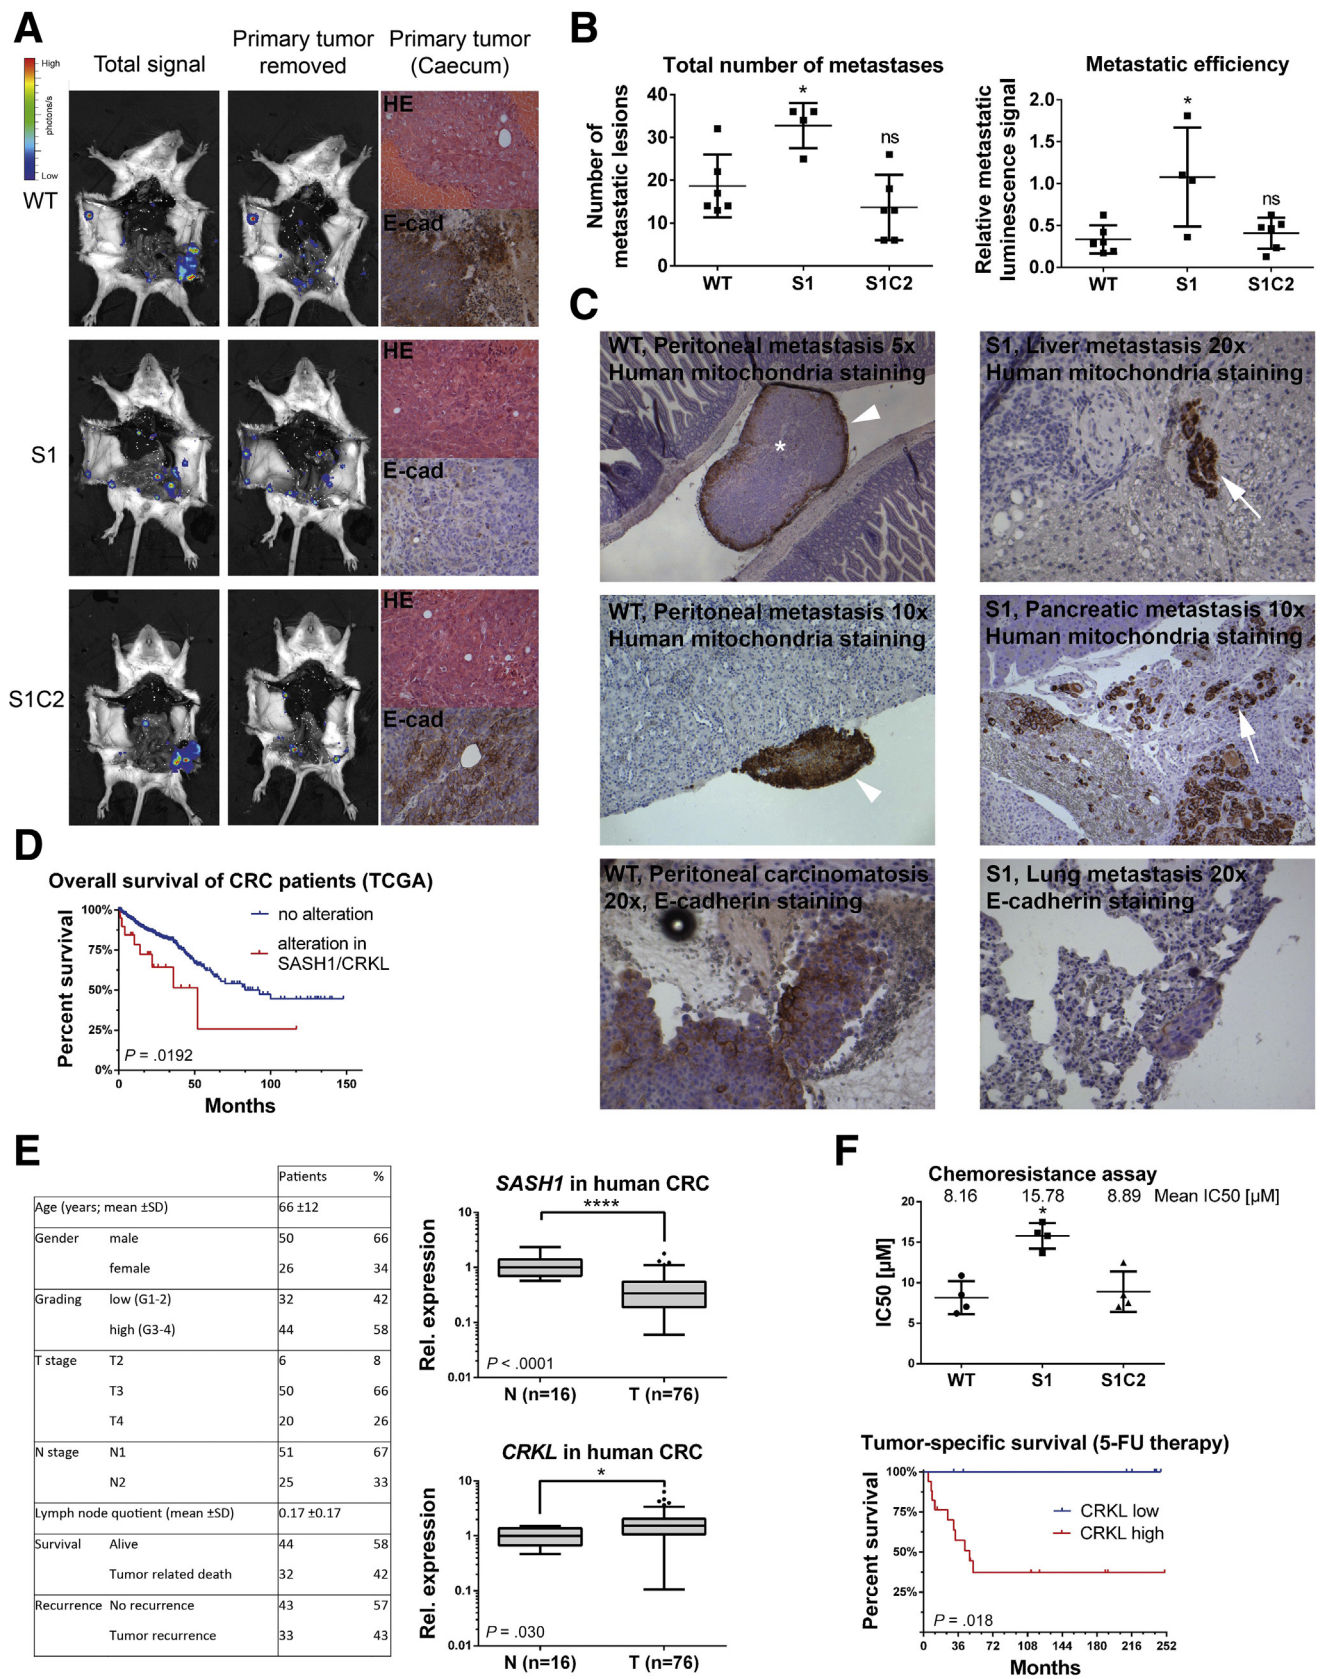 A
Total signal
Primary tumor
removed
Primary tumor
(Caecum)
High
photons/s
Low
WT
HE
E-cad
S1
HE
E-cad
S1C2
HE
E-cad
B
Total number of metastases
Number of
metastatic lesions
40
30
20
10
0
*
ns
WT
S1
S1C2
Metastatic efficiency
Relative metastatic
luminescence signal
2.0
1.5
1.0
0.5
0.0
*
ns
WT
S1
S1C2
C
WT, Peritoneal metastasis 5x
Human mitochondria staining
*
S1, Liver metastasis 20x
Human mitochondria staining
WT, Peritoneal metastasis 10x
Human mitochondria staining
S1, Pancreatic metastasis 10x
Human mitochondria staining
WT, Peritoneal carcinomatosis
20x, E-cadherin staining
S1, Lung metastasis 20x
E-cadherin staining
D
Overall survival of CRC patients (TCGA)
Percent survival
100%
75%
50%
25%
0%
no alteration
alteration in
SASH1/CRKL
P = .0192
0 50 100 150
Months
E
Patients %
Age (years; mean ±SD) 66 ±12
Gender male 50 66
female 26 34
Grading low (G1-2) 32 42
high (G3-4) 44 58
T stage T2 6 8
T3 50 66
T4 20 26
N stage N1 51 67
N2 25 33
Lymph node quotient (mean ±SD) 0.17 ±0.17
Survival Alive 44 58
Tumor related death 32 42
Recurrence No recurrence 43 57
Tumor recurrence 33 43
SASH1 in human CRC
Rel. expression
10
1
0.1
0.01
****
P < .0001
N (n=16) T (n=76)
CRKL in human CRC
Rel. expression
10
1
0.1
0.01
*
P = .030
N (n=16) T (n=76)
F
Chemoresistance assay
8.16 15.78 8.89 Mean IC50 [µM]
*
IC50 [µM]
20
15
10
5
0
WT S1 S1C2
Tumor-specific survival (5-FU therapy)
Percent survival
100%
75%
50%
25%
CRKL low
CRKL high
P = .018
0 36 72 108 144 180 216 252
Months